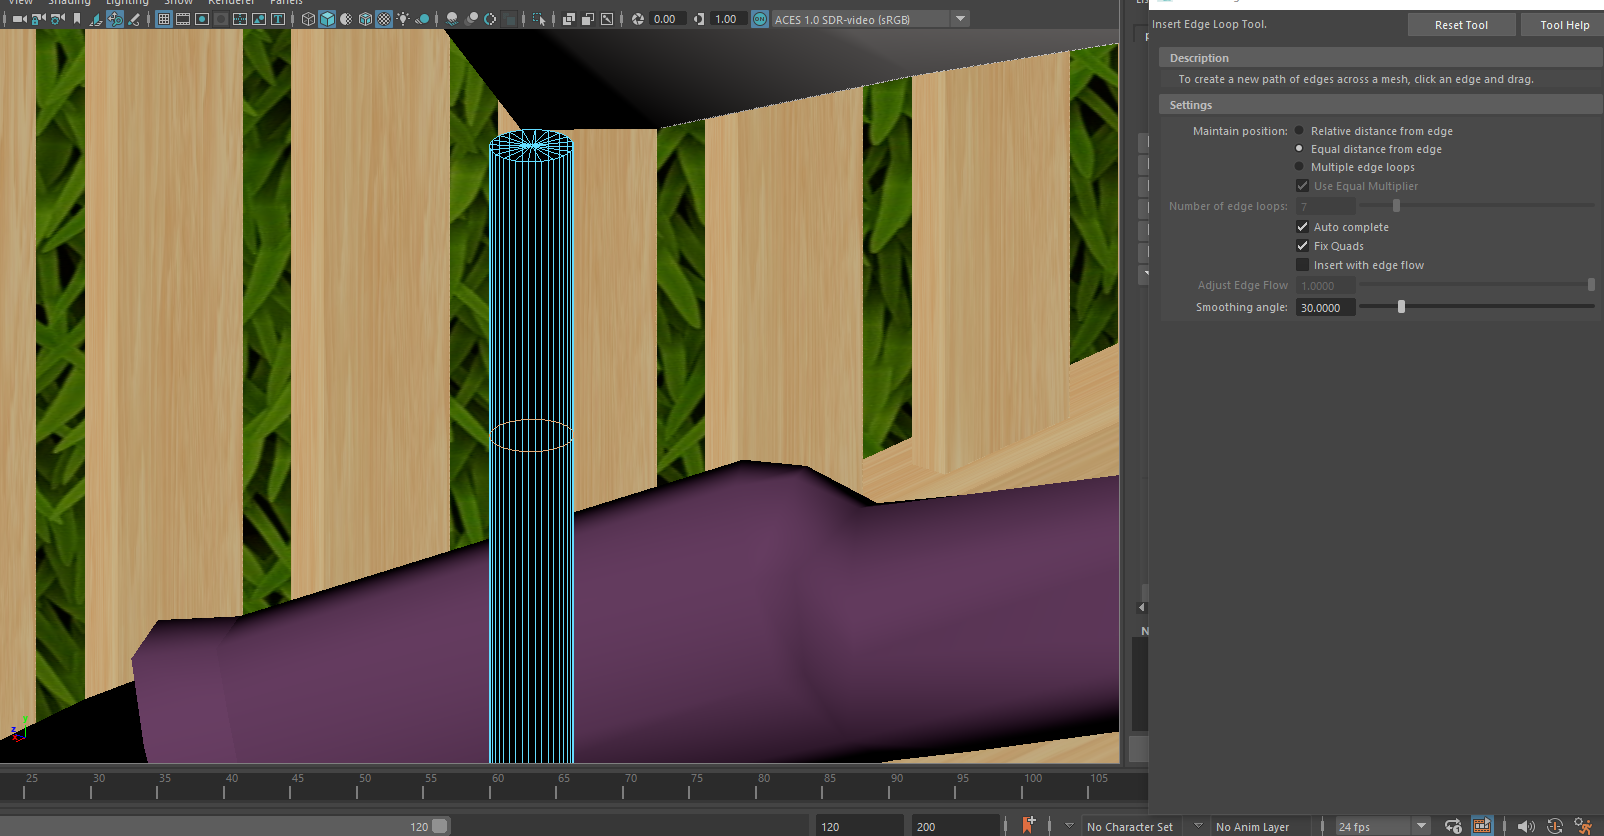 View Shading Lighting Show Renderer Panels
0.00 1.00 ON ACES 1.0 SDR-video (sRGB)
Insert Edge Loop Tool.
Reset Tool Tool Help
Description
To create a new path of edges across a mesh, click an edge and drag.
Settings
Maintain position: Relative distance from edge
Equal distance from edge
Multiple edge loops
Use Equal Multiplier
Number of edge loops: 7
Auto complete
Fix Quads
Insert with edge flow
Adjust Edge Flow 1.0000
Smoothing angle: 30.0000
N
z
25 30 35 40 45 50 55 60 65 70 75 80 85 90 95 100 105
120 120 200 No Character Set No Anim Layer 24 fps